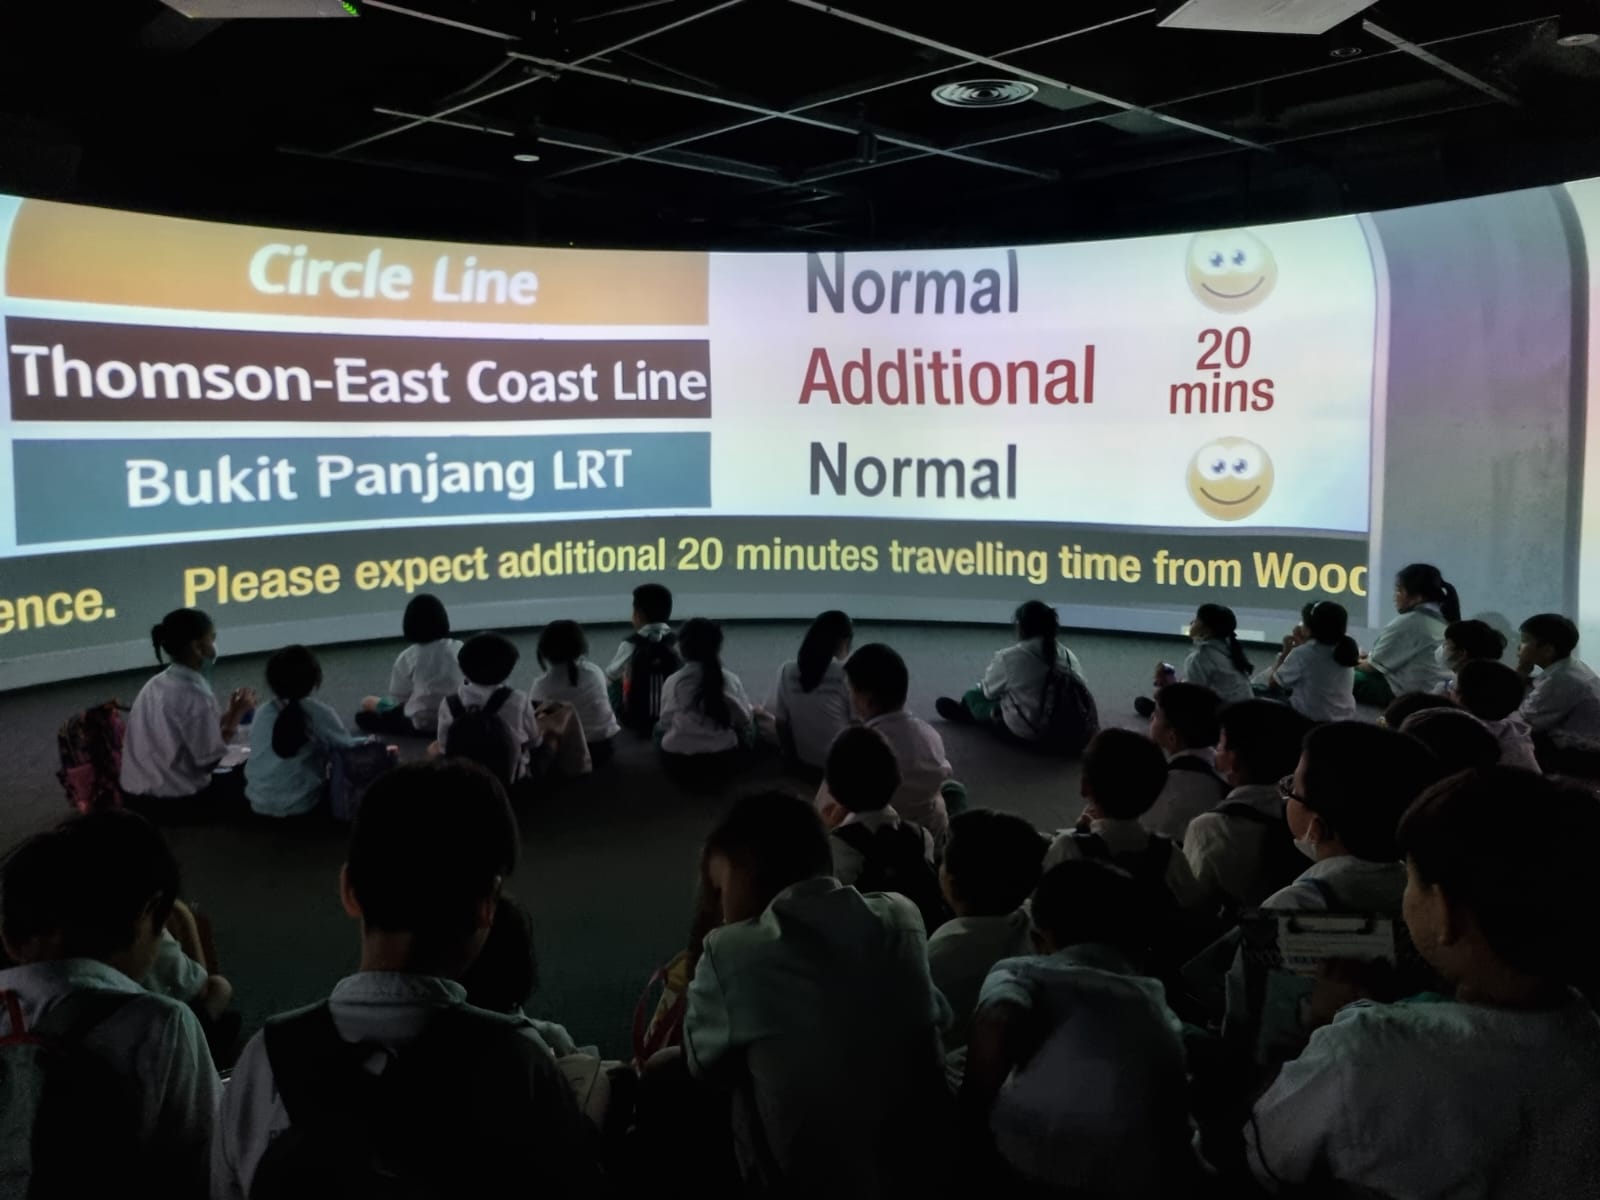 Circle Line Normal
Thomson-East Coast Line Additional 20 mins
Bukit Panjang LRT Normal
ence. Please expect additional 20 minutes travelling time from Wood